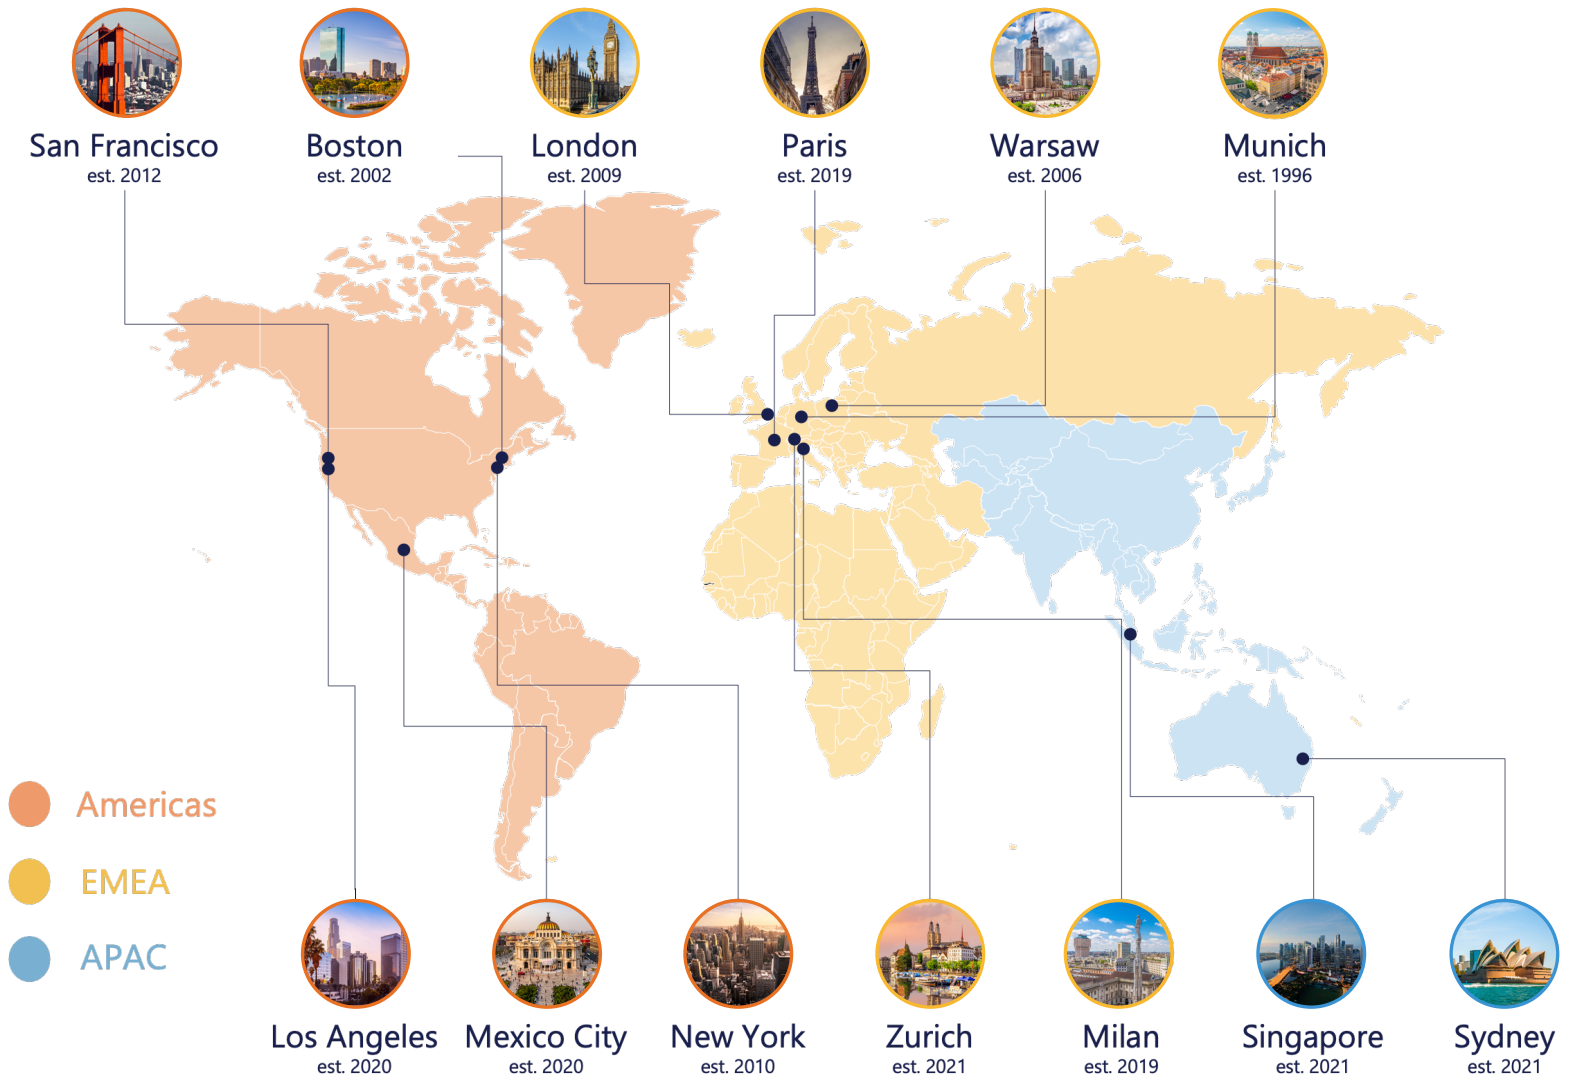 San Francisco
est. 2012
Boston
est. 2002
London
est. 2009
Paris
est. 2019
Warsaw
est. 2006
Munich
est. 1996
Americas
EMEA
APAC
Los Angeles
est. 2020
Mexico City
est. 2020
New York
est. 2010
Zurich
est. 2021
Milan
est. 2019
Singapore
est. 2021
Sydney
est. 2021